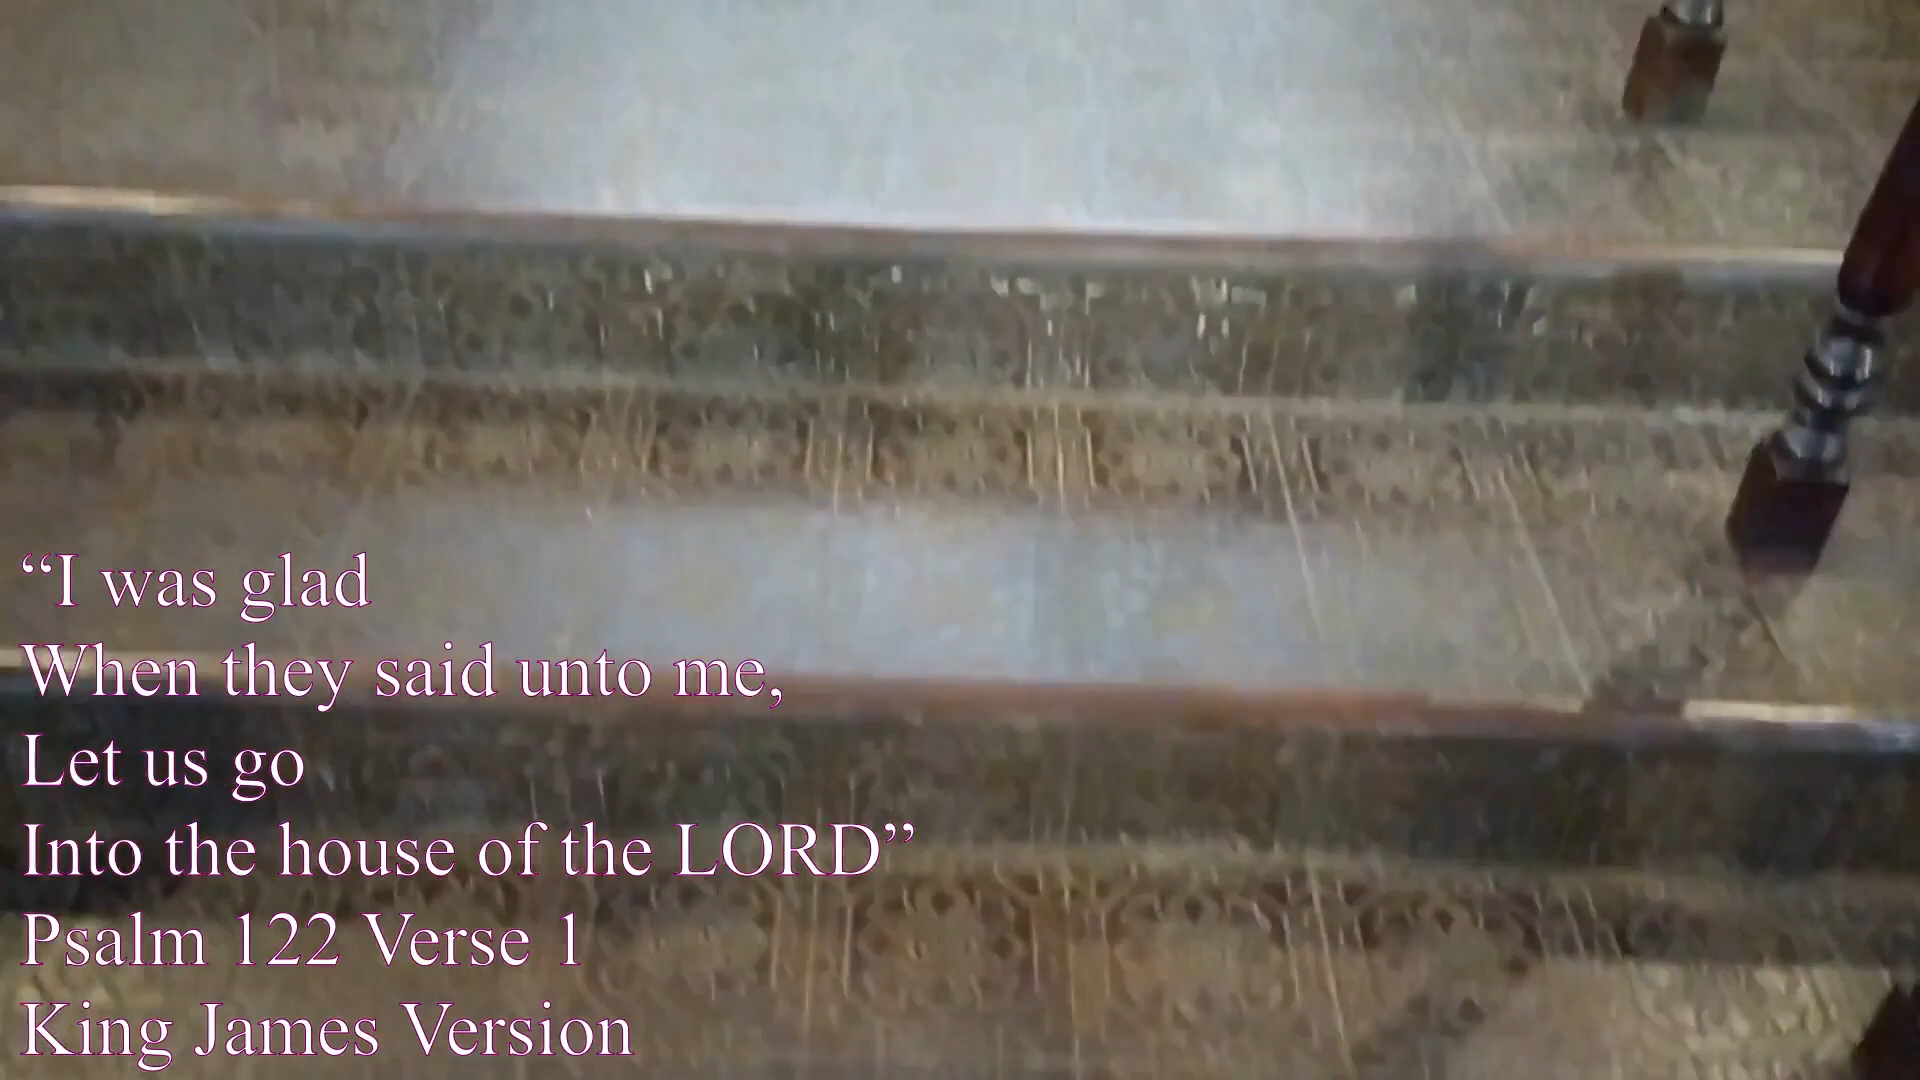 “I was glad
When they said unto me,
Let us go
Into the house of the LORD”
Psalm 122 Verse 1
King James Version